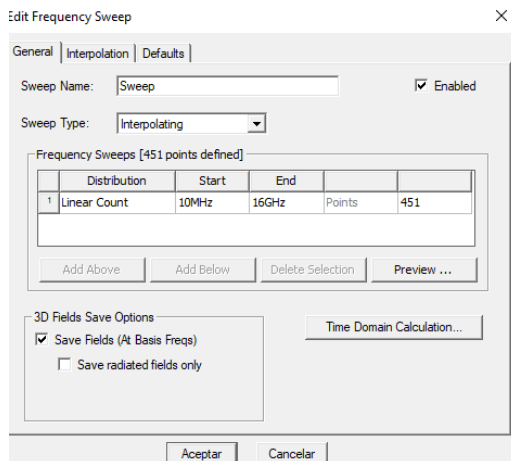 Edit Frequency Sweep
General Interpolation Defaults
Sweep Name: Sweep Enabled
Sweep Type: Interpolating
Frequency Sweeps [451 points defined]
Distribution Start End
1 Linear Count 10MHz 16GHz Points 451
Add Above Add Below Delete Selection Preview ...
3D Fields Save Options
Time Domain Calculation...
Save Fields (At Basis Freqs)
Save radiated fields only
Aceptar Cancelar